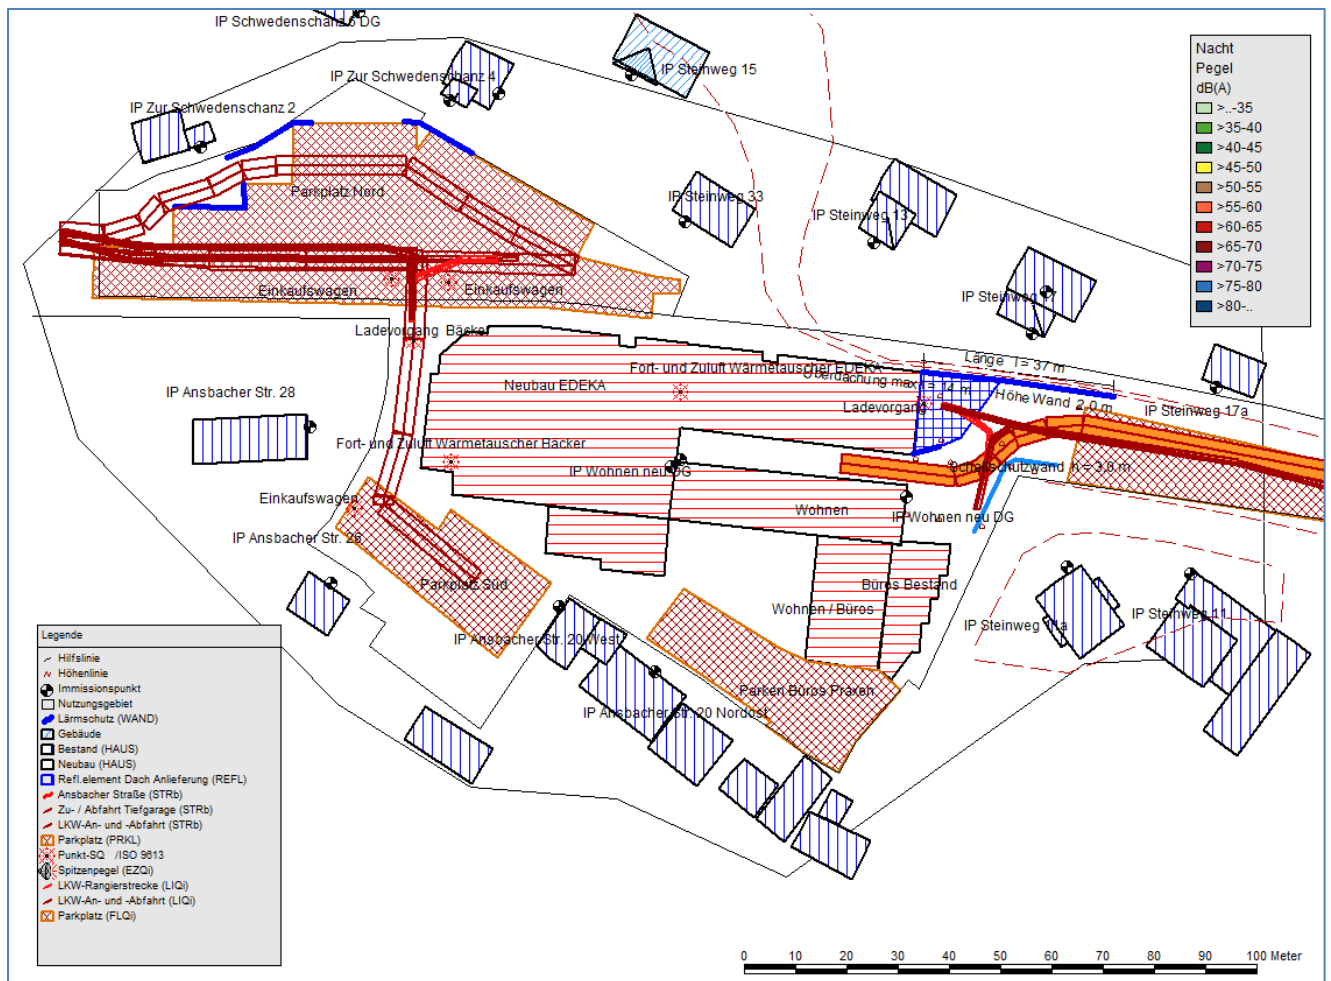 IP Schwedenschanz 6 DG
IP Zur Schwedenschanz 4
IP Steinweg 15
IP Zur Schwedenschanz 2
Parkplatz Nord
IP Steinweg 33
IP Steinweg 13
Einkaufswagen
Einkaufswagen
Ladevorgang Bäcker
Länge l = 37 m
Fort- und Zuluft Wärmetauscher EDEKA
Neubau EDEKA
Überdachung max l = 12 m
Höhe Wand 2,0 m
IP Ansbacher Str. 28
Ladevorgang
IP Steinweg 17a
Fort- und Zuluft Wärmetauscher Bäcker
IP Wohnen neu DG
Schallschutzwand h = 3,0 m
Einkaufswagen
Wohnen
IP Wohnen neu DG
IP Ansbacher Str. 26
Parkplatz Süd
Büros Bestand
Wohnen / Büros
IP Steinweg 11
IP Steinweg 11a
IP Ansbacher Str. 20 West
Parken Büros Praxen
IP Ansbacher Str. 20 Nordost
Nacht
Pegel
dB(A)
>..-35
>35-40
>40-45
>45-50
>50-55
>55-60
>60-65
>65-70
>70-75
>75-80
>80-..
Legende
Hilfslinie
Höhenlinie
Immissionspunkt
Nutzungsgebiet
Lärmschutz (WAND)
Gebäude
Bestand (HAUS)
Neubau (HAUS)
Refl.element Dach Anlieferung (REFL)
Ansbacher Straße (STRb)
Zu- / Abfahrt Tiefgarage (STRb)
LKW-An- und -Abfahrt (STRb)
Parkplatz (PRKL)
Punkt-SQ /ISO 9613
Spitzenpegel (EZQi)
LKW-Rangierstrecke (LIQi)
LKW-An- und -Abfahrt (LIQi)
Parkplatz (FLQi)
0 10 20 30 40 50 60 70 80 90 100 Meter